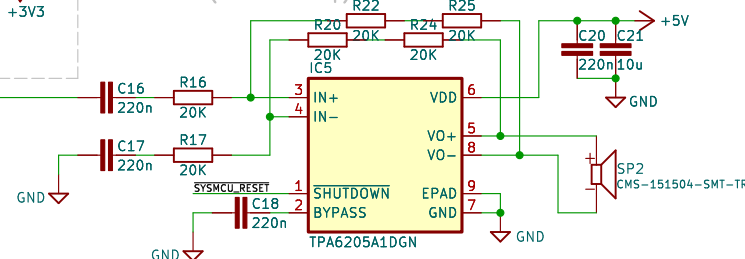 +3V3
R22
R25
R20
R24
+5V
C20
220n
C21
10u
GND
IC5
C16
220n
R16
20K
3
IN+
VDD
6
4
IN-
C17
220n
R17
20K
VO+
5
VO-
8
GND
SYSMCU_RESET
1
SHUTDOWN
EPAD
9
C18
220n
2
BYPASS
GND
7
GND
GND
TPA6205A1DGN
+
-
SP2
CMS-151504-SMT-TR
20K
20K
20K
20K